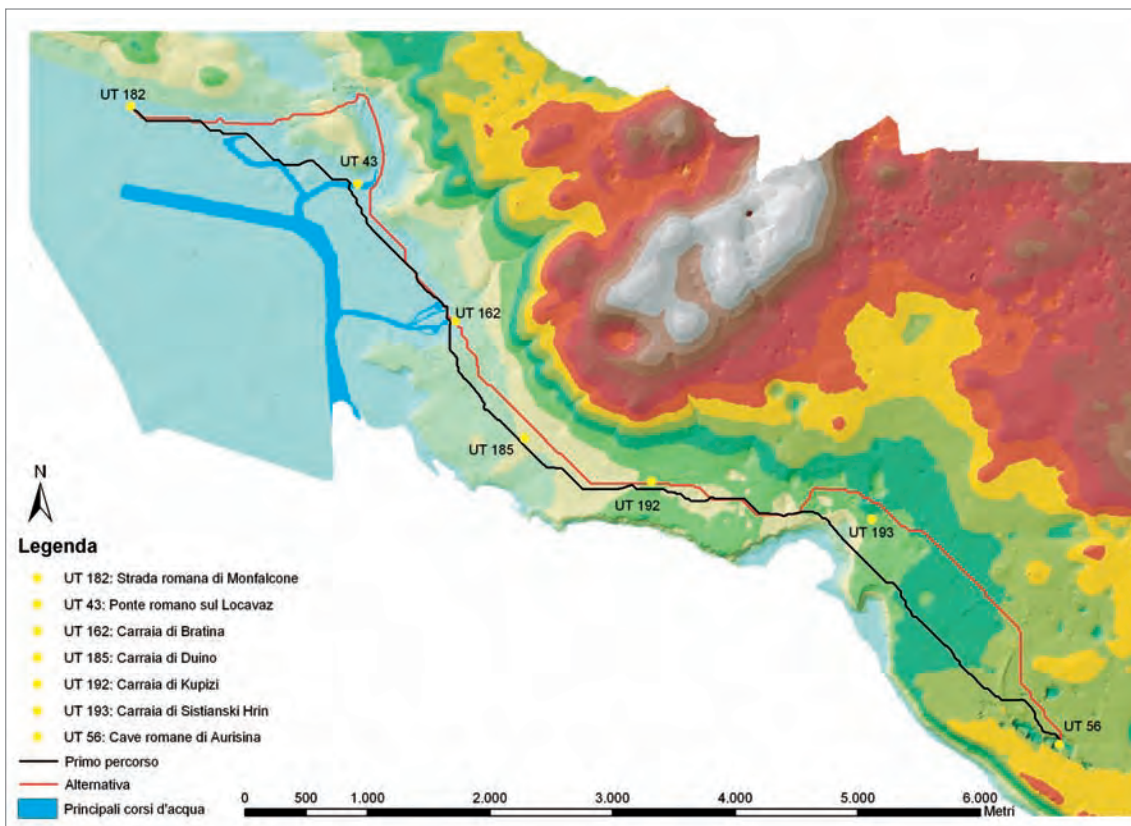 UT 182
UT 43
UT 162
UT 185
UT 192
UT 193
UT 56
N
Legenda
UT 182: Strada romana di Monfalcone
UT 43: Ponte romano sul Locavaz
UT 162: Carraia di Bratina
UT 185: Carraia di Duino
UT 192: Carraia di Kupizi
UT 193: Carraia di Sistianski Hrin
UT 56: Cave romane di Aurisina
Primo percorso
Alternativa
Principali corsi d'acqua
0 500 1.000 2.000 3.000 4.000 5.000 6.000
Metri